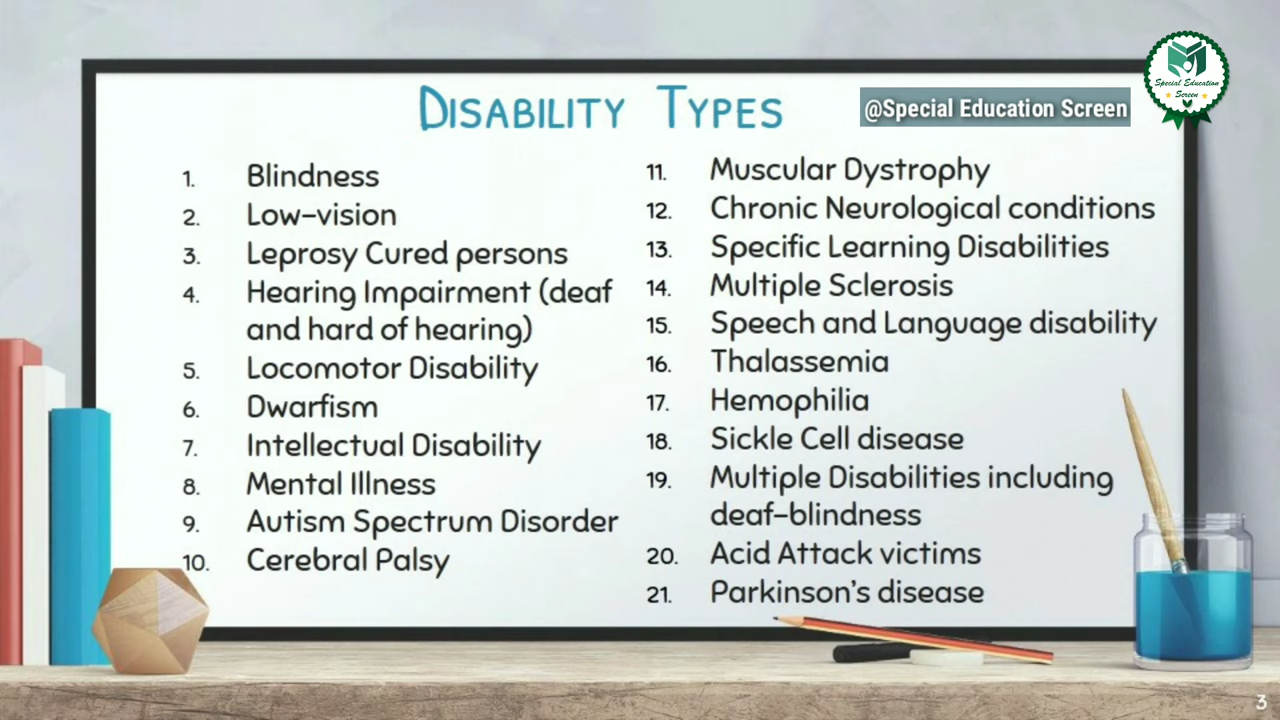 Disability Types
@Special Education Screen
Special Education
Screen
1. Blindness
2. Low-vision
3. Leprosy Cured persons
4. Hearing Impairment (deaf
and hard of hearing)
5. Locomotor Disability
6. Dwarfism
7. Intellectual Disability
8. Mental Illness
9. Autism Spectrum Disorder
10. Cerebral Palsy
11. Muscular Dystrophy
12. Chronic Neurological conditions
13. Specific Learning Disabilities
14. Multiple Sclerosis
15. Speech and Language disability
16. Thalassemia
17. Hemophilia
18. Sickle Cell disease
19. Multiple Disabilities including
deaf-blindness
20. Acid Attack victims
21. Parkinson's disease
3